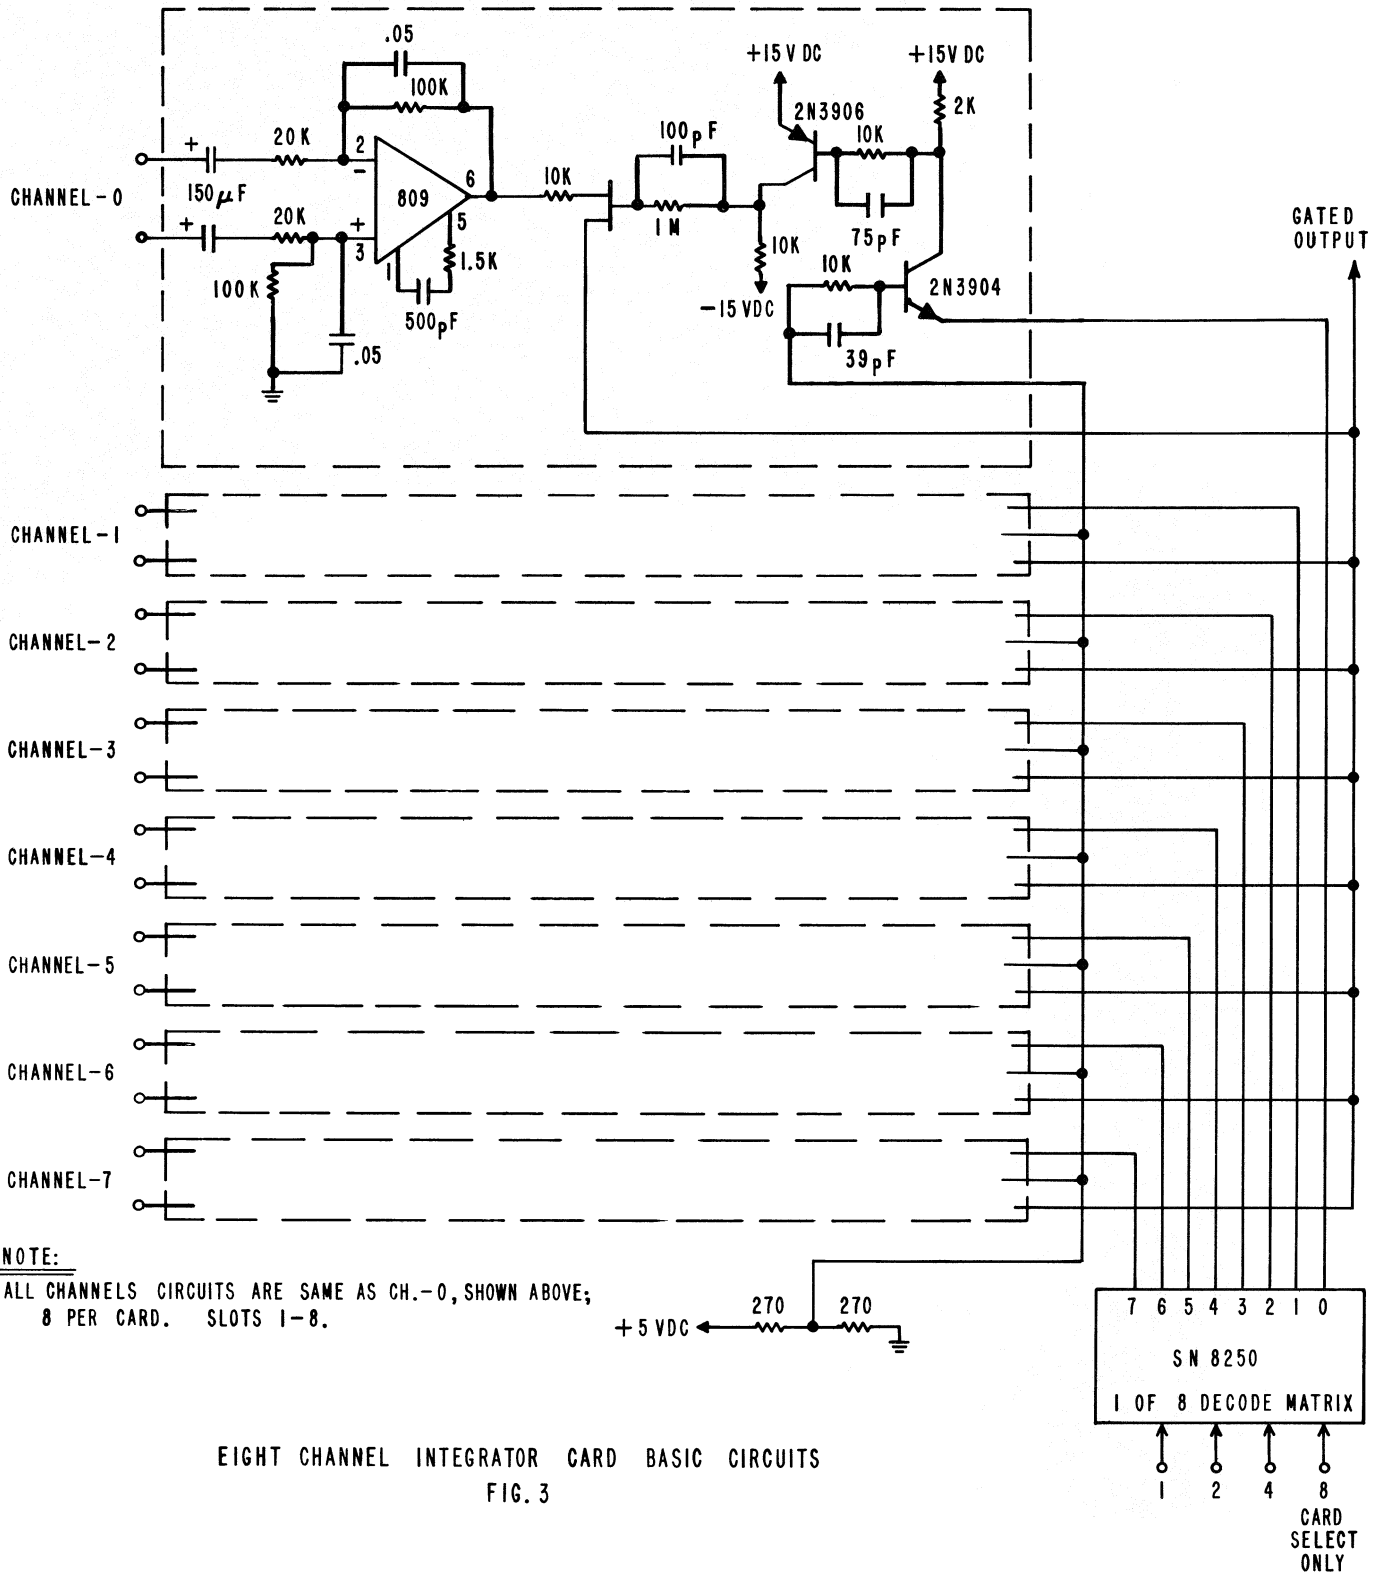 .05
100K
+15V DC
+15V DC
2K
2N3906
20K
+
150µF
2
−
809
6
5
100pF
10K
10K
1M
75pF
CHANNEL-0
+
20K
+
3
1
1.5K
500pF
100K
.05
10K
-15VDC
10K
2N3904
39pF
GATED
OUTPUT
CHANNEL-1
CHANNEL-2
CHANNEL-3
CHANNEL-4
CHANNEL-5
CHANNEL-6
CHANNEL-7
NOTE:
ALL CHANNELS CIRCUITS ARE SAME AS CH.-0, SHOWN ABOVE;
8 PER CARD. SLOTS 1-8.
+5 VDC
270
270
7 6 5 4 3 2 1 0
SN 8250
1 OF 8 DECODE MATRIX
1 2 4 8
CARD
SELECT
ONLY
EIGHT CHANNEL INTEGRATOR CARD BASIC CIRCUITS
FIG. 3